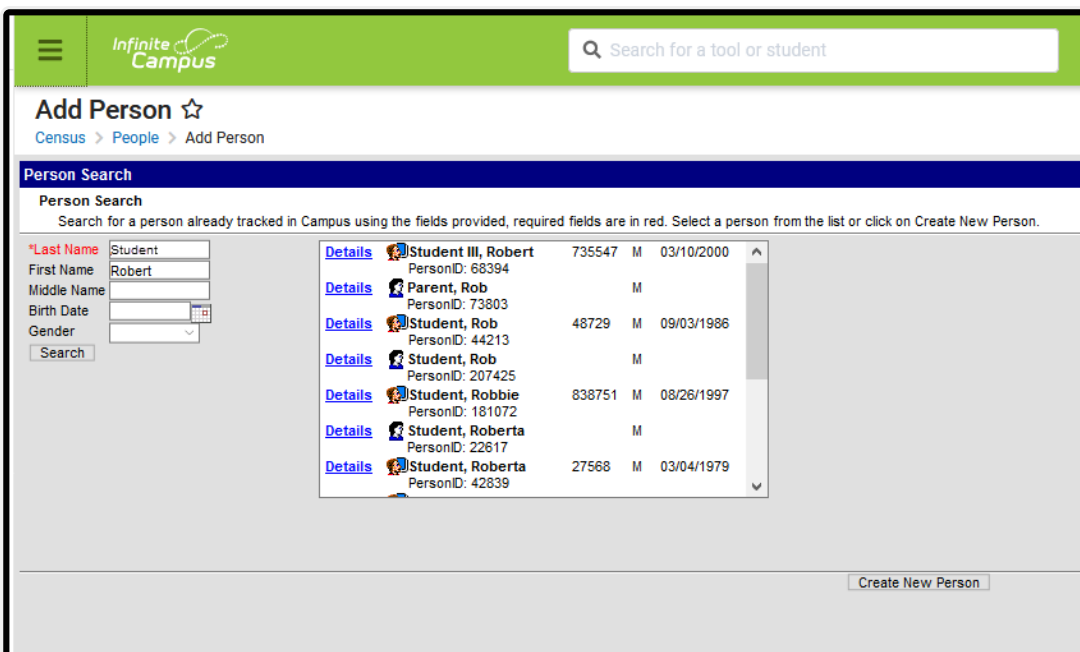 Infinite
Campus
Search for a tool or student
Add Person
Census > People > Add Person
Person Search
Person Search
Search for a person already tracked in Campus using the fields provided, required fields are in red. Select a person from the list or click on Create New Person.
*Last Name Student
First Name Robert
Middle Name
Birth Date
Gender
Search
Details Student III, Robert 735547 M 03/10/2000
PersonID: 68394
Details Parent, Rob M
PersonID: 73803
Details Student, Rob 48729 M 09/03/1986
PersonID: 44213
Details Student, Rob M
PersonID: 207425
Details Student, Robbie 838751 M 08/26/1997
PersonID: 181072
Details Student, Roberta M
PersonID: 22617
Details Student, Roberta 27568 M 03/04/1979
PersonID: 42839
Create New Person